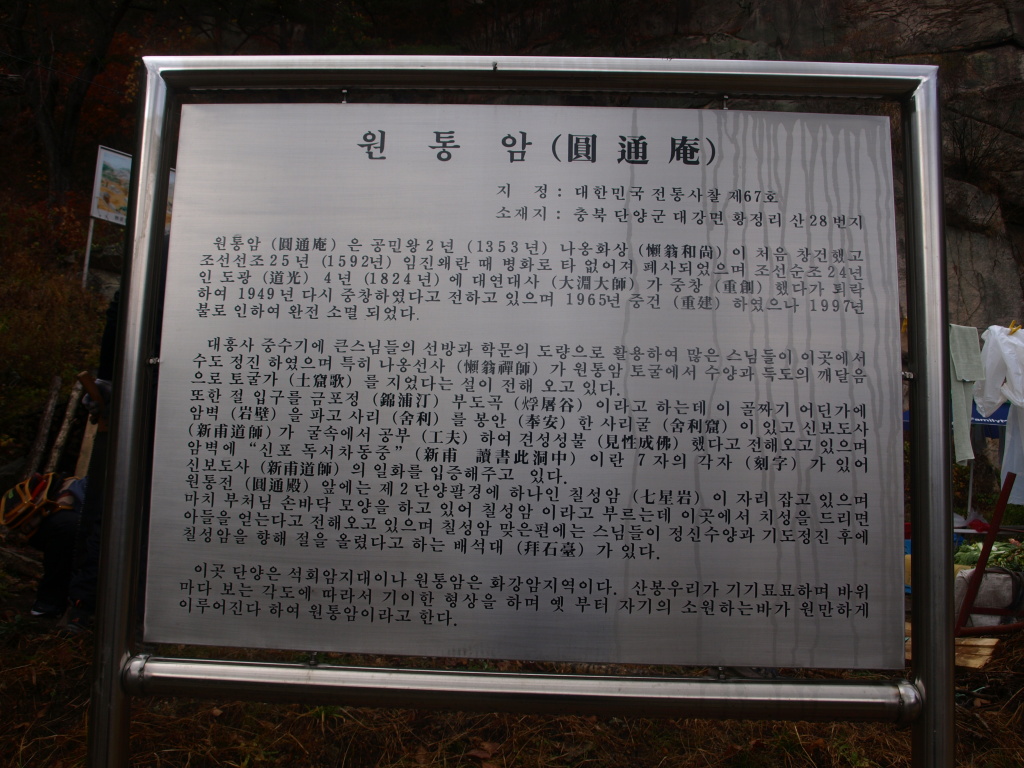 원 통 암 (圓 通 庵)
지 정 : 대한민국 전통사찰 제67호
소재지 : 충북 단양군 대강면 황정리 산 28 번지
원통암 (圓通庵) 은 공민왕 2 년 (1353 년) 나옹화상 (懶翁和尙) 이 처음 창건했고
조선선조 25 년 (1592년) 임진왜란 때 병화로 타 없어져 폐사되었으며 조선순조 24년
인 도광 (道光) 4 년 (1824 년) 에 대연대사 (大淵大師) 가 중창 (重創) 했다가 퇴락
하여 1949 년 다시 중창하였다고 전하고 있으며 1965년 중건 (重建) 하였으나 1997년
불로 인하여 완전 소멸 되었다.
대흥사 중수기에 큰스님들의 선방과 학문의 도량으로 활용하여 많은 스님들이 이곳에서
수도 정진 하였으며 특히 나옹선사 (懶翁禪師) 가 원통암 토굴에서 수양과 득도의 깨달음
으로 토굴가 (土窟歌) 를 지었다는 설이 전해 오고 있다.
또한 절 입구를 금포정 (錦浦汀) 부도곡 (烰屠谷) 이라고 하는데 이 골짜기 어딘가에
암벽 (岩壁) 을 파고 사리 (舍利) 를 봉안 (奉安) 한 사리굴 (舍利窟) 이 있고 신보도사
(新甫道師) 가 굴속에서 공부 (工夫) 하여 견성성불 (見性成佛) 했다고 전해오고 있으며
암벽에 “신포 독서차동중” (新甫 讀書此洞中) 이란 7 자의 각자 (刻字) 가 있어
신보도사 (新甫道師) 의 일화를 입증해주고 있다.
원통전 (圓通殿) 앞에는 제 2 단양팔경에 하나인 칠성암 (七星岩) 이 자리 잡고 있으며
마치 부처님 손바닥 모양을 하고 있어 칠성암 이라고 부르는데 이곳에서 치성을 드리면
아들을 얻는다고 전해오고 있으며 칠성암 맞은편에는 스님들이 정신수양과 기도정진 후에
칠성암을 향해 절을 올렸다고 하는 배석대 (拜石臺) 가 있다.
이곳 단양은 석회암지대이나 원통암은 화강암지역이다. 산봉우리가 기기묘묘하며 바위
마다 보는 각도에 따라서 기이한 형상을 하며 옛 부터 자기의 소원하는바가 원만하게
이루어진다 하여 원통암이라고 한다.